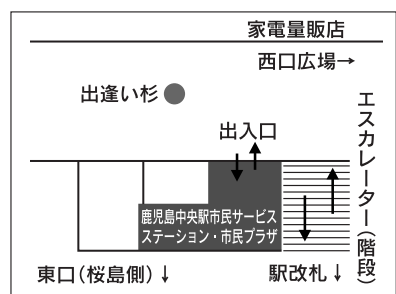 家電量販店
西口広場→
出逢い杉
出入口
エスカレーター(階段)
鹿児島中央駅市民サービス
ステーション・市民プラザ
東口(桜島側)↓
駅改札↓